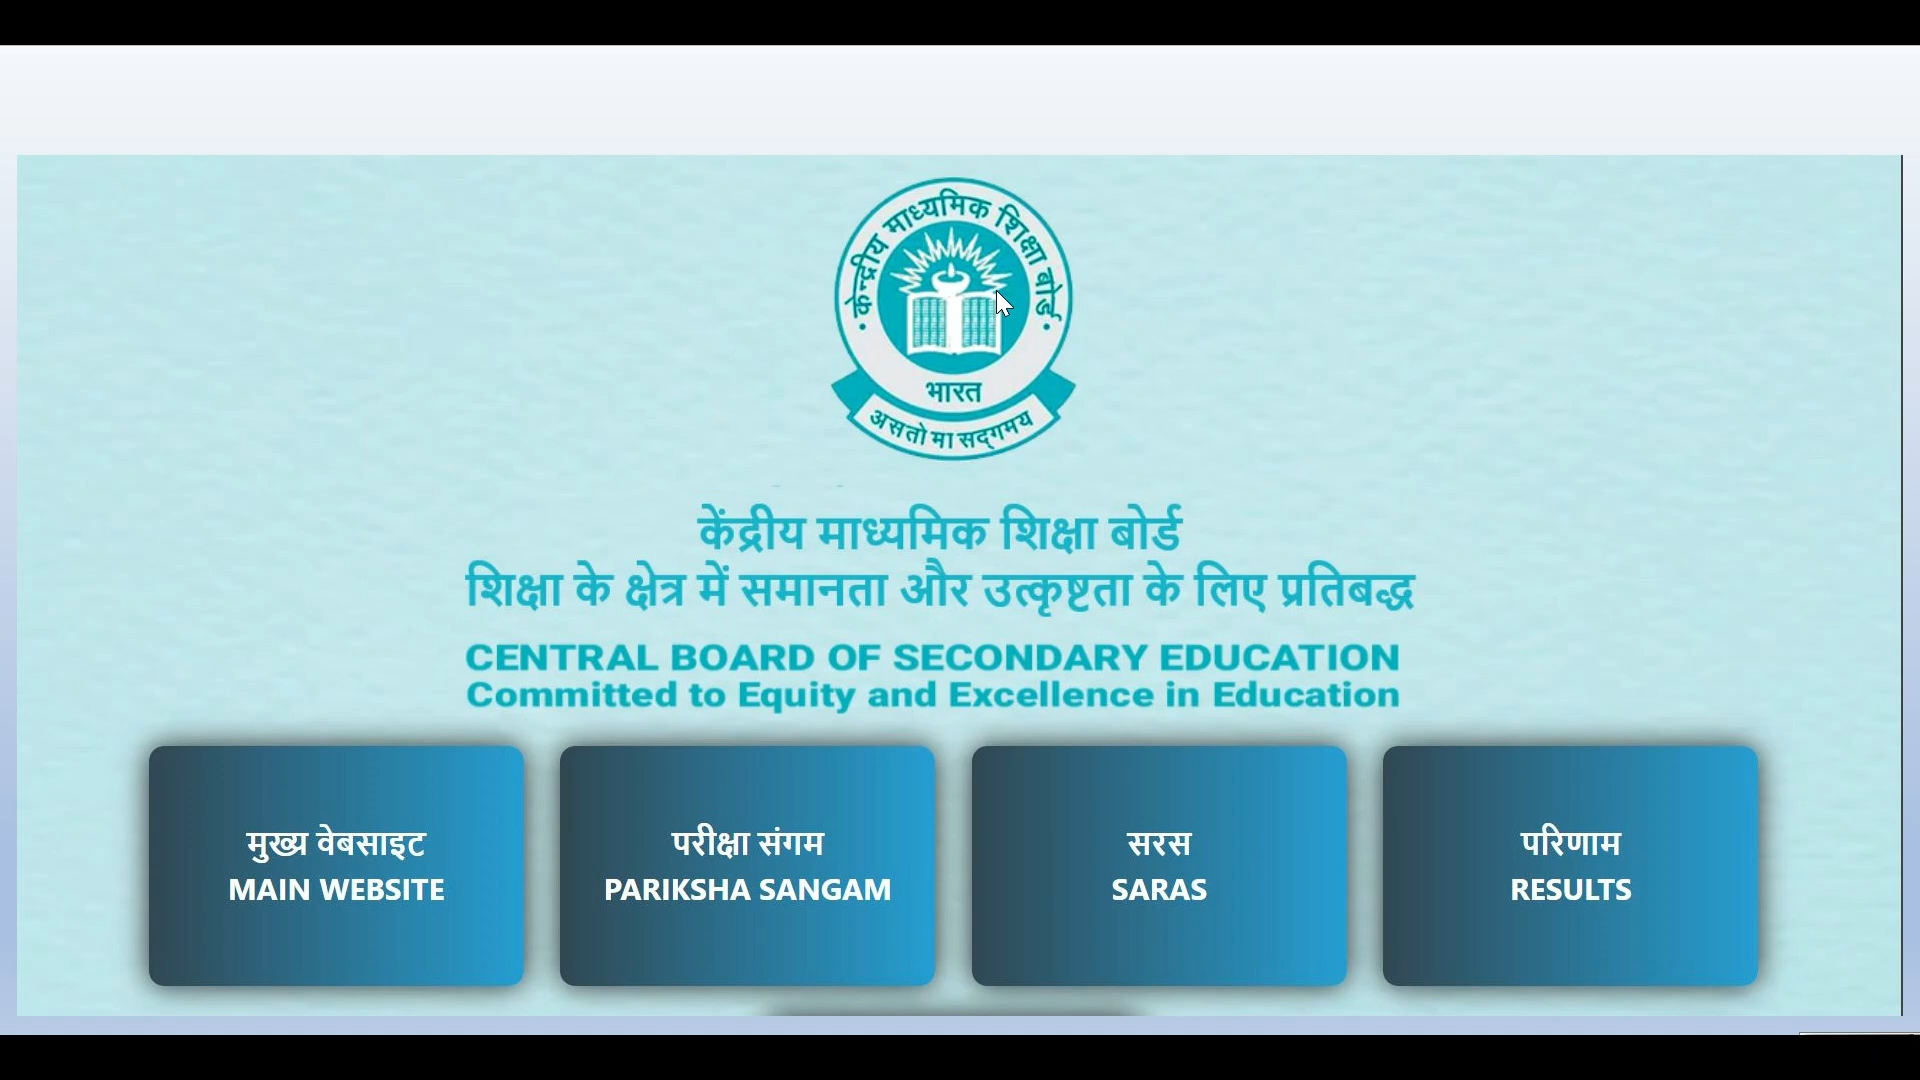 केन्द्रीय माध्यमिक शिक्षा बोर्ड
भारत
असतो मा सद्गमय
केंद्रीय माध्यमिक शिक्षा बोर्ड
शिक्षा के क्षेत्र में समानता और उत्कृष्टता के लिए प्रतिबद्ध
CENTRAL BOARD OF SECONDARY EDUCATION
Committed to Equity and Excellence in Education
मुख्य वेबसाइट
MAIN WEBSITE
परीक्षा संगम
PARIKSHA SANGAM
सरस
SARAS
परिणाम
RESULTS